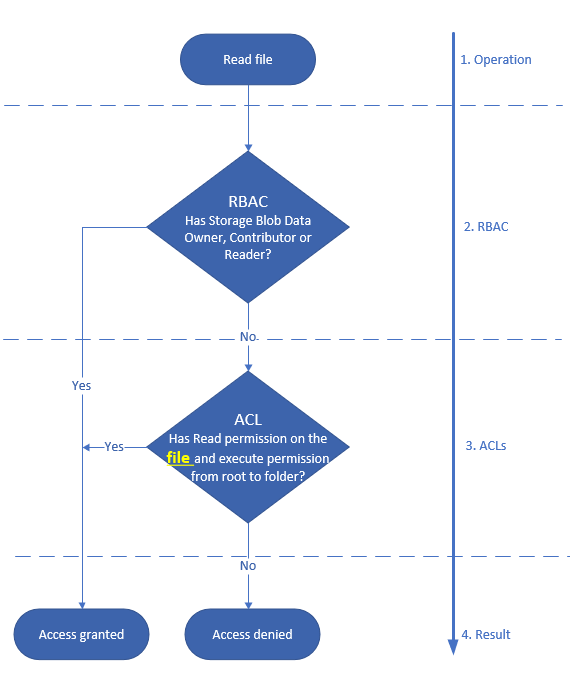 Read file
1. Operation
RBAC
Has Storage Blob Data
Owner, Contributor or
Reader?
2. RBAC
No
Yes
ACL
Has Read permission on the
file and execute permission
from root to folder?
Yes
3. ACLs
No
Access granted
Access denied
4. Result